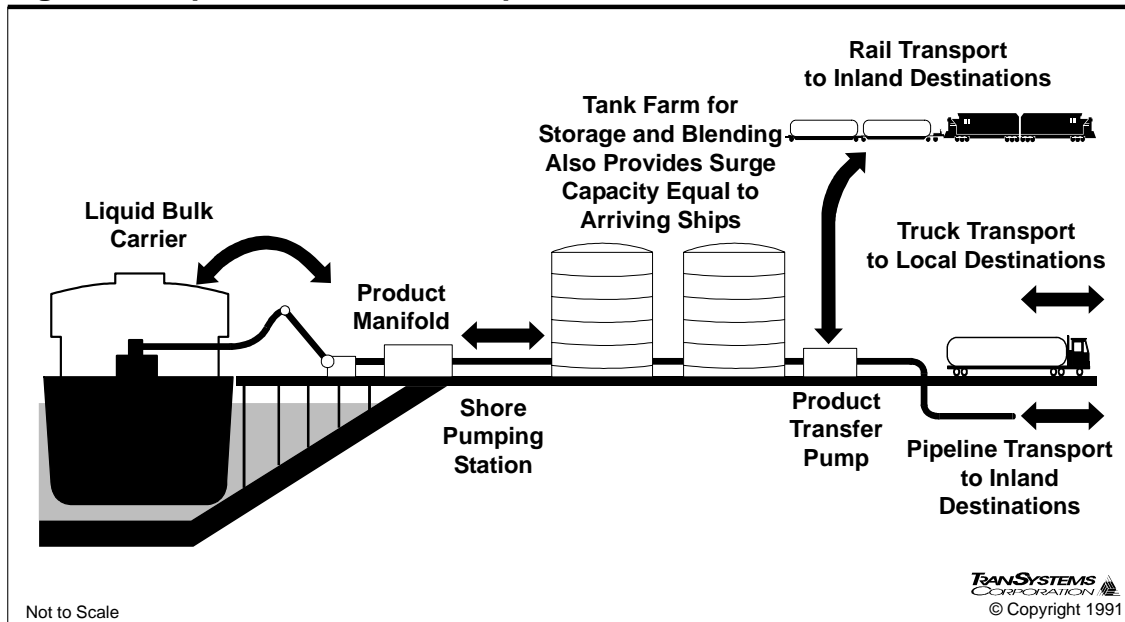 Rail Transport
to Inland Destinations
Tank Farm for
Storage and Blending
Also Provides Surge
Capacity Equal to
Arriving Ships
Liquid Bulk
Carrier
Truck Transport
to Local Destinations
Product
Manifold
Shore
Pumping
Station
Product
Transfer
Pump
Pipeline Transport
to Inland
Destinations
TRANSYSTEMS
CORPORATION
Not to Scale
© Copyright 1991